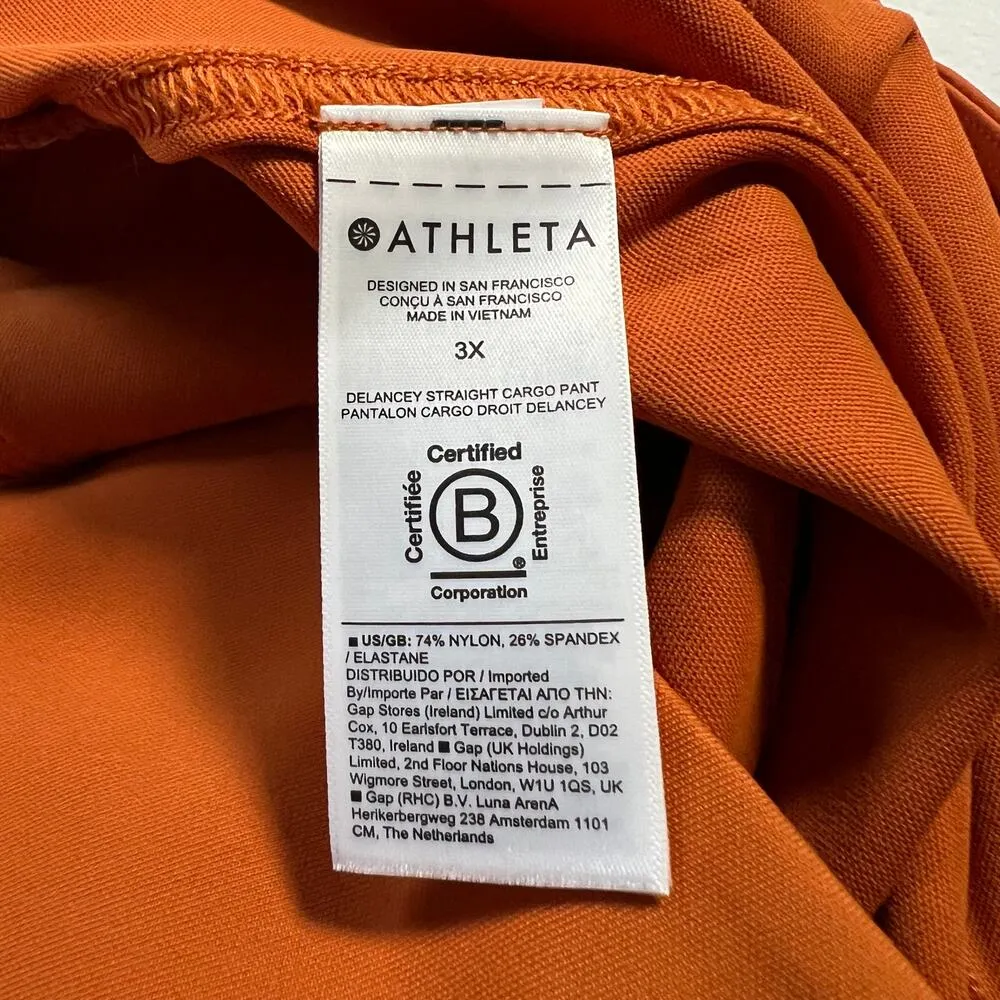 ATHLETA
DESIGNED IN SAN FRANCISCO
CONÇU À SAN FRANCISCO
MADE IN VIETNAM
3X
DELANCEY STRAIGHT CARGO PANT
PANTALON CARGO DROIT DELANCEY
Certified
Certifiée
B
Entreprise
®
Corporation
■ US/GB: 74% NYLON, 26% SPANDEX
/ ELASTANE
DISTRIBUIDO POR / Imported
By/Importe Par / ΕΙΣΑΓΕΤΑΙ ΑΠΟ ΤΗΝ:
Gap Stores (Ireland) Limited c/o Arthur
Cox, 10 Earlsfort Terrace, Dublin 2, D02
T380, Ireland ■ Gap (UK Holdings)
Limited, 2nd Floor Nations House, 103
Wigmore Street, London, W1U 1QS, UK
■ Gap (RHC) B.V. Luna ArenA
Herikerbergweg 238 Amsterdam 1101
CM, The Netherlands